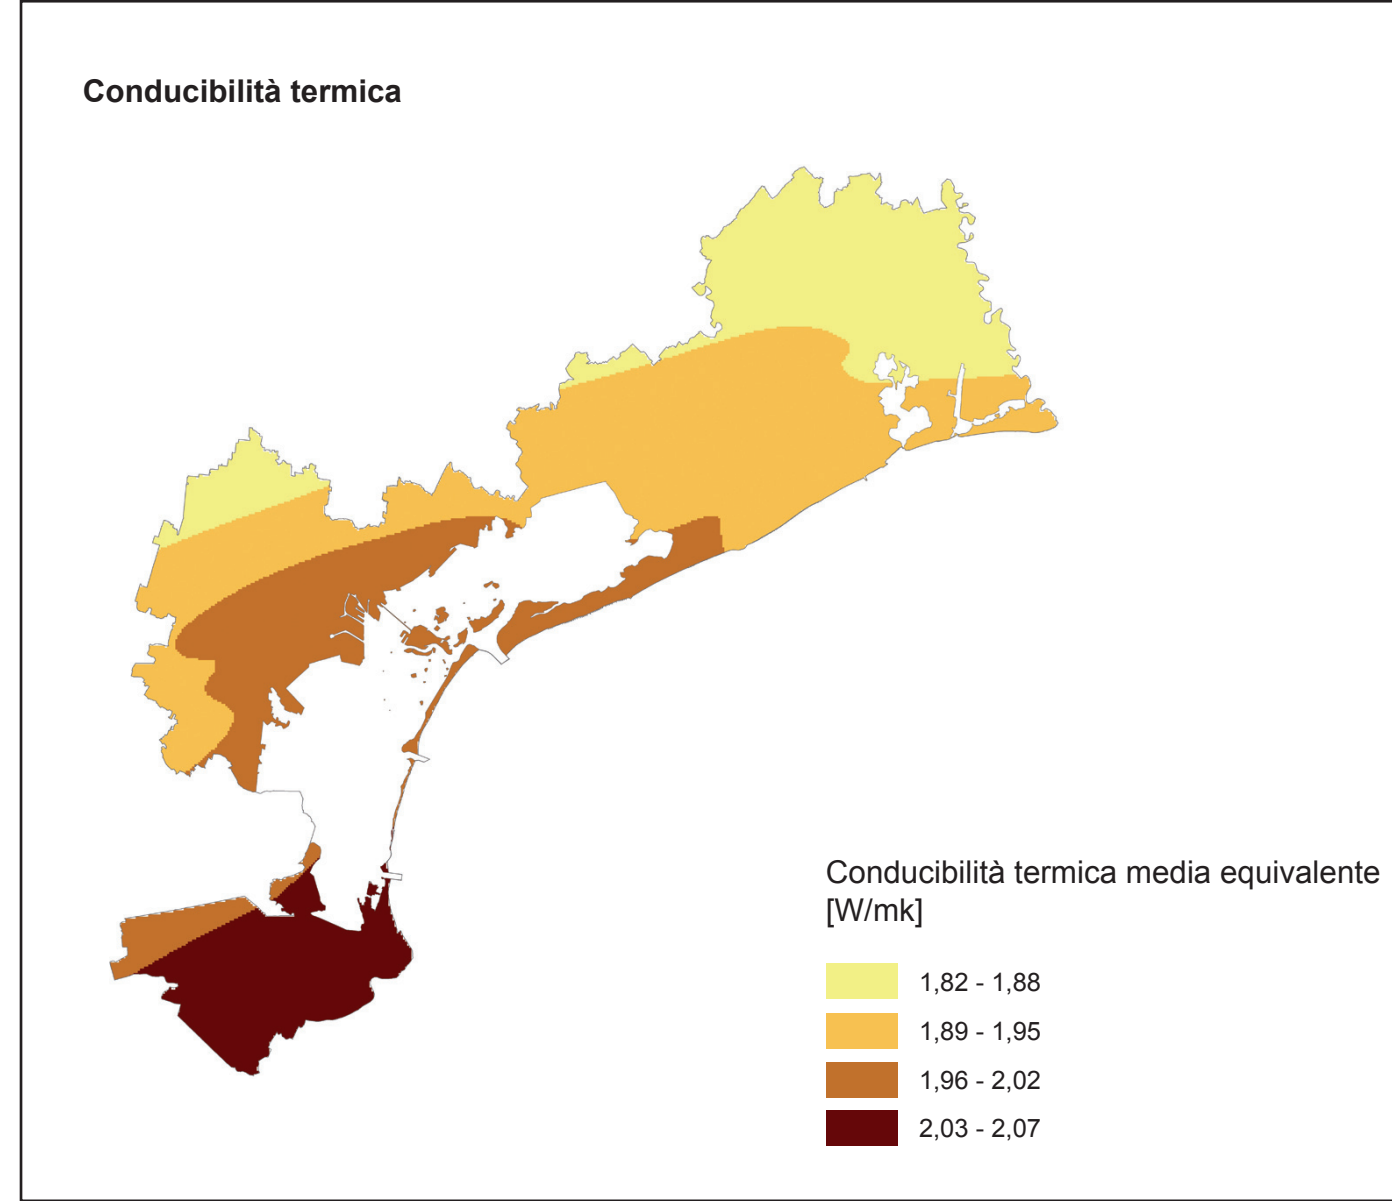 Conducibilità termica
Conducibilità termica media equivalente
[W/mk]
1,82 - 1,88
1,89 - 1,95
1,96 - 2,02
2,03 - 2,07